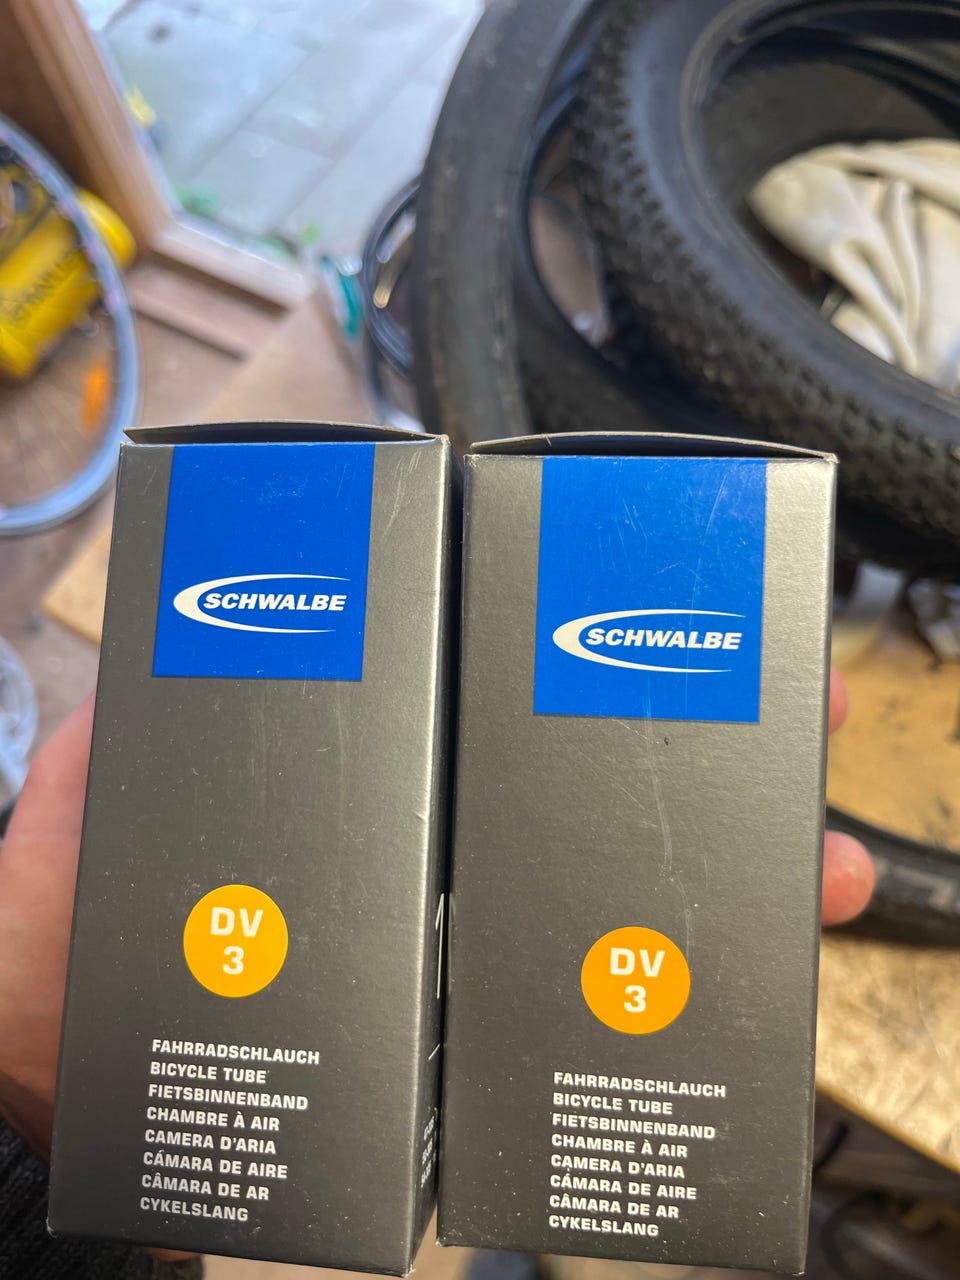 SCHWALBE
DV
3
FAHRRADSCHLAUCH
BICYCLE TUBE
FIETSBINNENBAND
CHAMBRE À AIR
CAMERA D'ARIA
CÁMARA DE AIRE
CÂMARA DE AR
CYKELSLANG
SCHWALBE
DV
3
FAHRRADSCHLAUCH
BICYCLE TUBE
FIETSBINNENBAND
CHAMBRE À AIR
CAMERA D'ARIA
CÁMARA DE AIRE
CÂMARA DE AR
CYKELSLANG